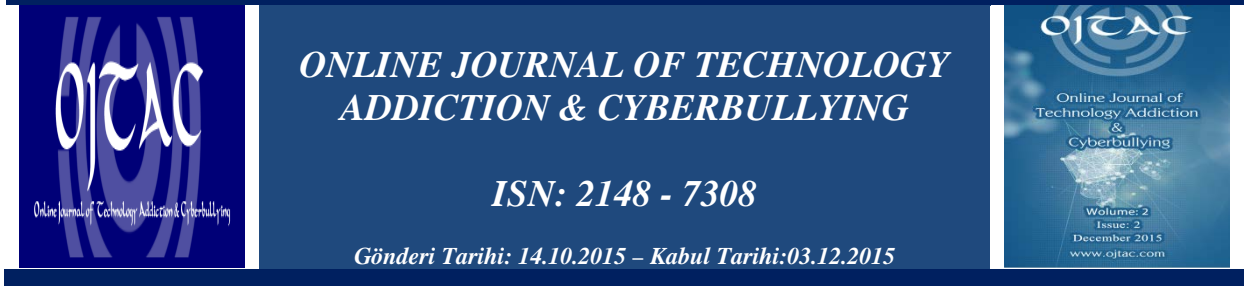 OJTAC
Online Journal of Technology Addiction & Cyberbullying
ONLINE JOURNAL OF TECHNOLOGY
ADDICTION & CYBERBULLYING
ISN: 2148 - 7308
Gönderi Tarihi: 14.10.2015 – Kabul Tarihi:03.12.2015
OJTAC
Online Journal of
Technology Addiction
&
Cyberbullying
Wolume: 2
Issue: 2
December 2015
www.ojtac.com